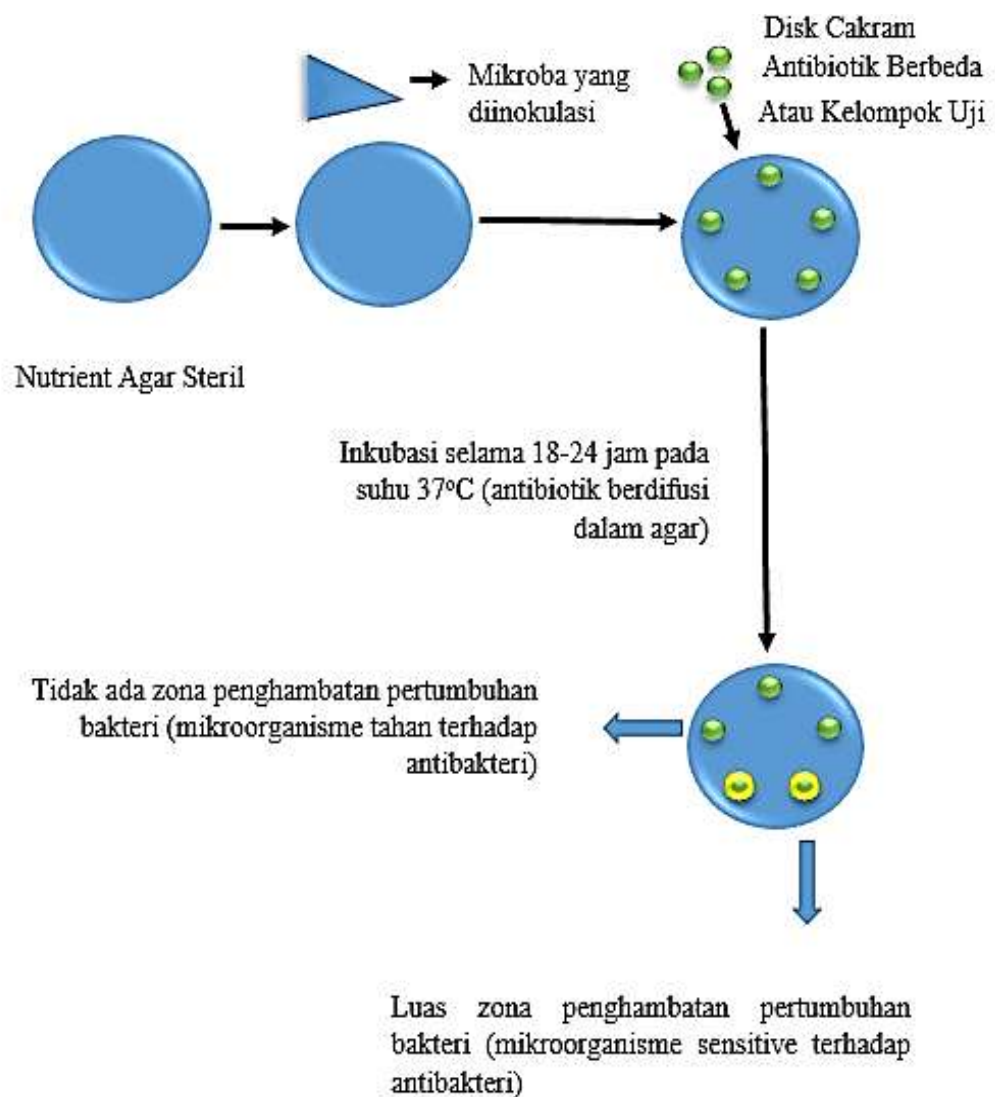 Disk Cakram
Antibiotik Berbeda
Atau Kelompok Uji
Mikroba yang
diinokulasi
Nutrient Agar Steril
Inkubasi selama 18-24 jam pada
suhu 37°C (antibiotik berdifusi
dalam agar)
Tidak ada zona penghambatan pertumbuhan
bakteri (mikroorganisme tahan terhadap
antibakteri)
Luas zona penghambatan pertumbuhan
bakteri (mikroorganisme sensitive terhadap
antibakteri)